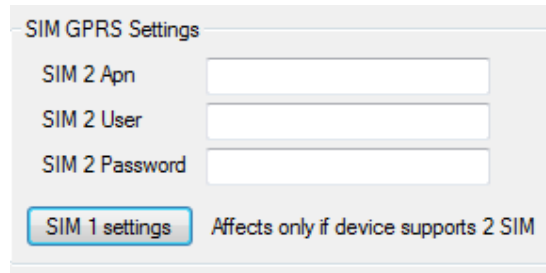 SIM GPRS Settings
SIM 2 Apn
SIM 2 User
SIM 2 Password
SIM 1 settings Affects only if device supports 2 SIM